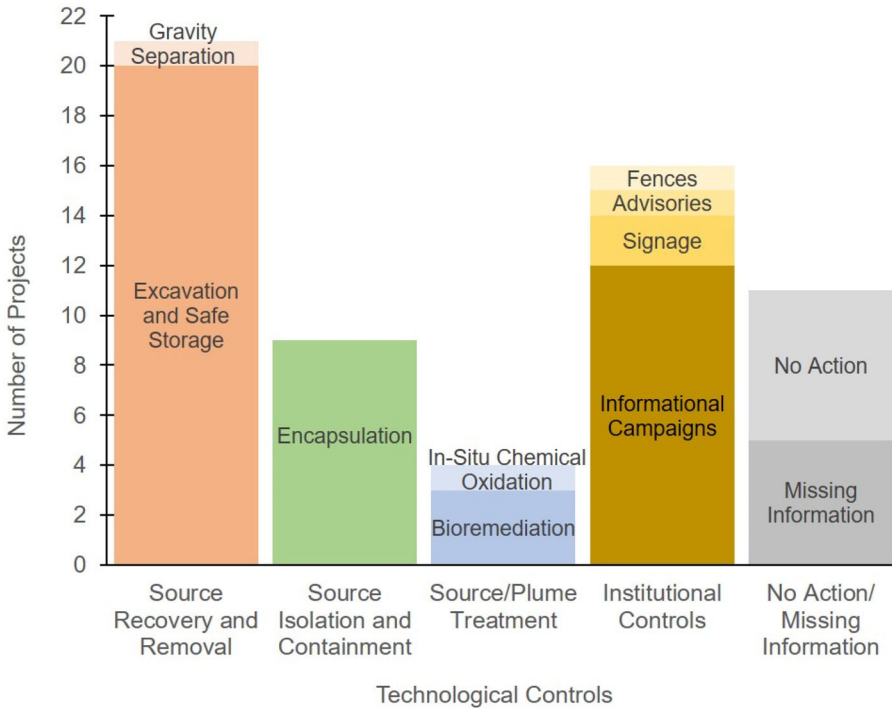 22
20
18
16
14
12
10
8
6
4
2
0
Number of Projects
Gravity
Separation
Excavation
and Safe
Storage
Encapsulation
In-Situ Chemical
Oxidation
Bioremediation
Fences
Advisories
Signage
Informational
Campaigns
No Action
Missing
Information
Source
Recovery and
Removal
Source
Isolation and
Containment
Source/Plume
Treatment
Institutional
Controls
No Action/
Missing
Information
Technological Controls